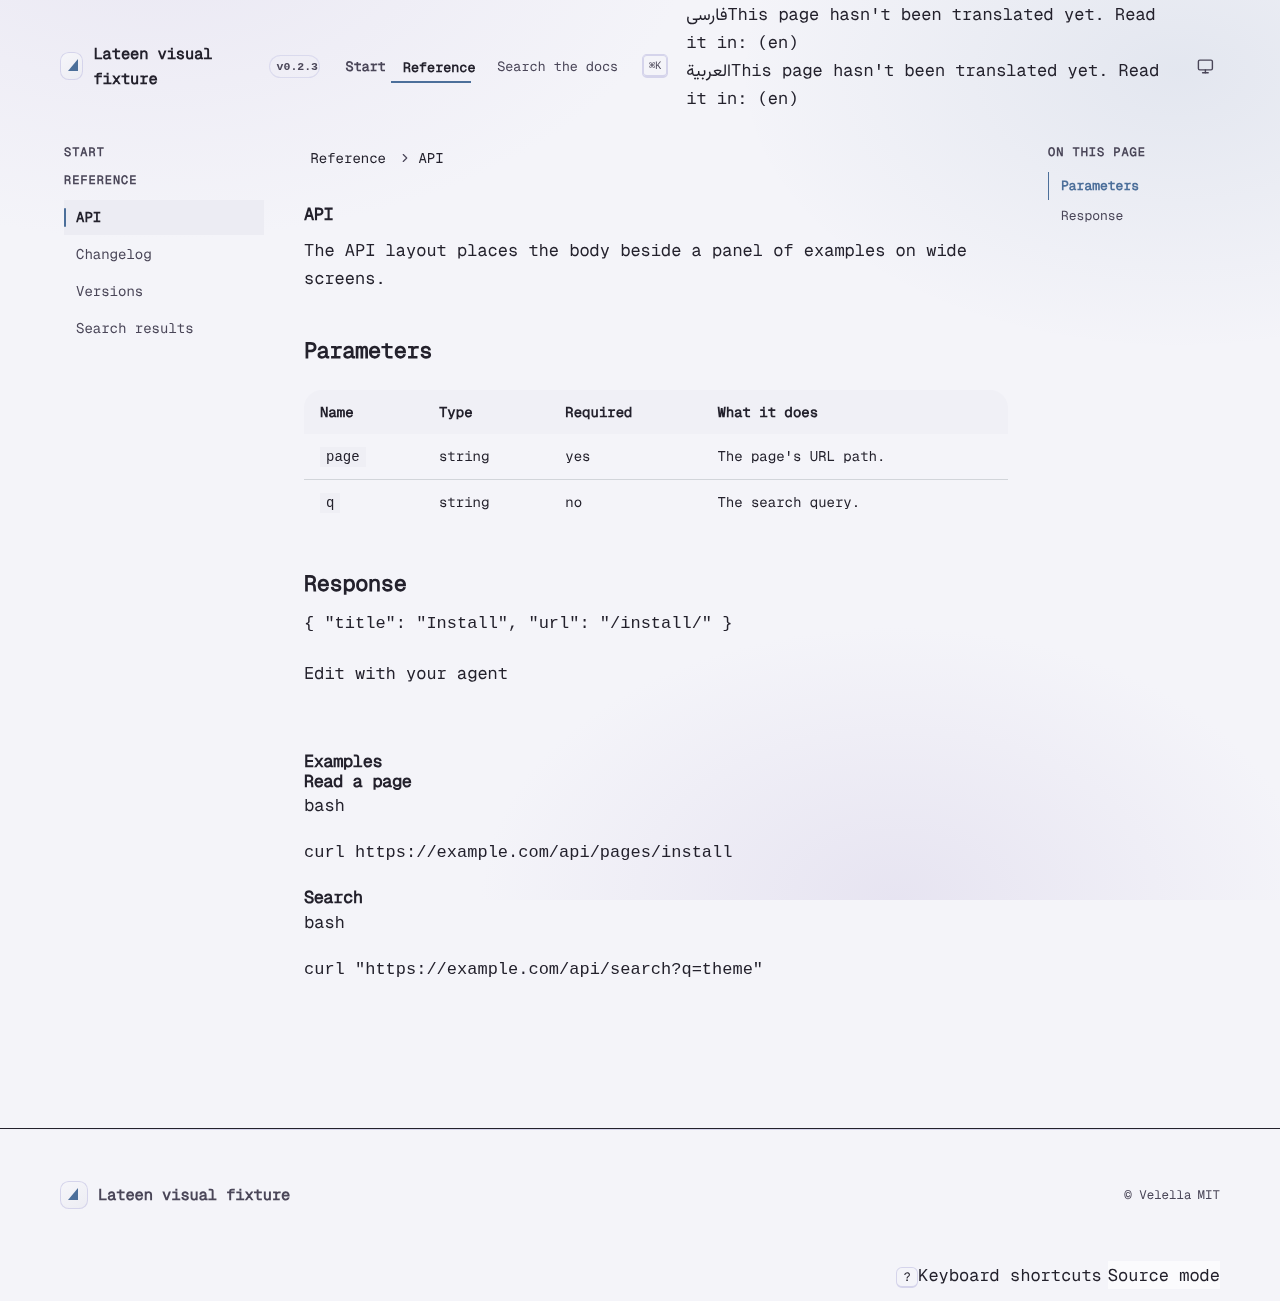 Lateen visual
fixture
v0.2.3
Start
Reference
Search the docs
⌘K
فارسیThis page hasn't been translated yet. Read
it in: (en)
العربيةThis page hasn't been translated yet. Read
it in: (en)
START
REFERENCE
API
Changelog
Versions
Search results
Reference > API
API
The API layout places the body beside a panel of examples on wide
screens.
Parameters
Name Type Required What it does
page string yes The page's URL path.
q string no The search query.
Response
{ "title": "Install", "url": "/install/" }
Edit with your agent
Examples
Read a page
bash
curl https://example.com/api/pages/install
Search
bash
curl "https://example.com/api/search?q=theme"
ON THIS PAGE
Parameters
Response
Lateen visual fixture
© Velella MIT
? Keyboard shortcuts Source mode